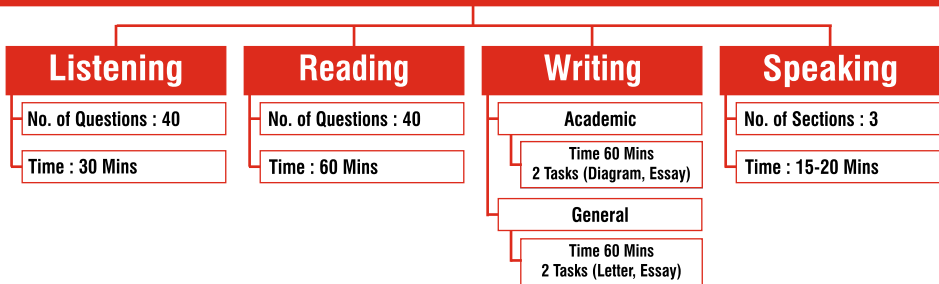 Listening
No. of Questions : 40
Time : 30 Mins
Reading
No. of Questions : 40
Time : 60 Mins
Writing
Academic
Time 60 Mins
2 Tasks (Diagram, Essay)
General
Time 60 Mins
2 Tasks (Letter, Essay)
Speaking
No. of Sections : 3
Time : 15-20 Mins